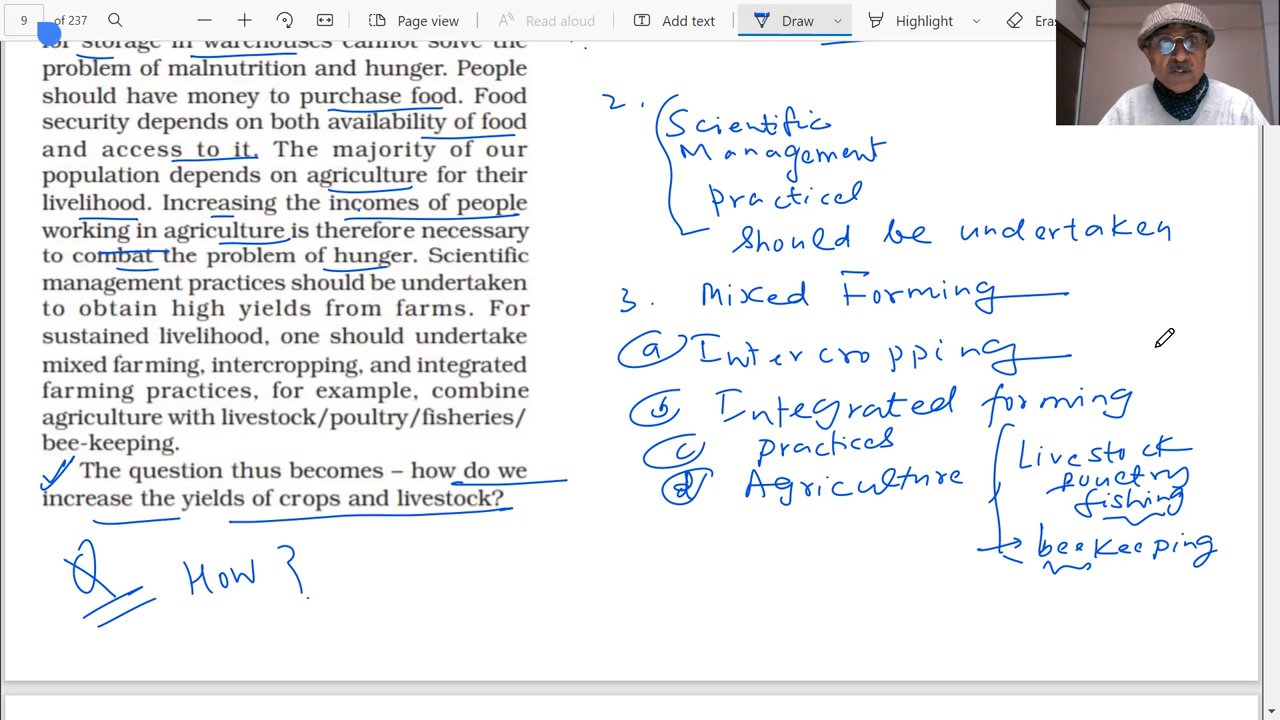 9 of 237
Page view
Read aloud
Add text
Draw
Highlight
Eras
for storage in warehouses cannot solve the
problem of malnutrition and hunger. People
should have money to purchase food. Food
security depends on both availability of food
and access to it. The majority of our
population depends on agriculture for their
livelihood. Increasing the incomes of people
working in agriculture is therefore necessary
to combat the problem of hunger. Scientific
management practices should be undertaken
to obtain high yields from farms. For
sustained livelihood, one should undertake
mixed farming, intercropping, and integrated
farming practices, for example, combine
agriculture with livestock/poultry/fisheries/
bee-keeping.
The question thus becomes – how do we
increase the yields of crops and livestock?
Q How?
2. Scientific
Management
practical
should be undertaken
3. Mixed Forming
(a) Intercropping
(b) Integrated forming
(c) practices
(d) Agriculture
Livestock
fishing
beekeeping